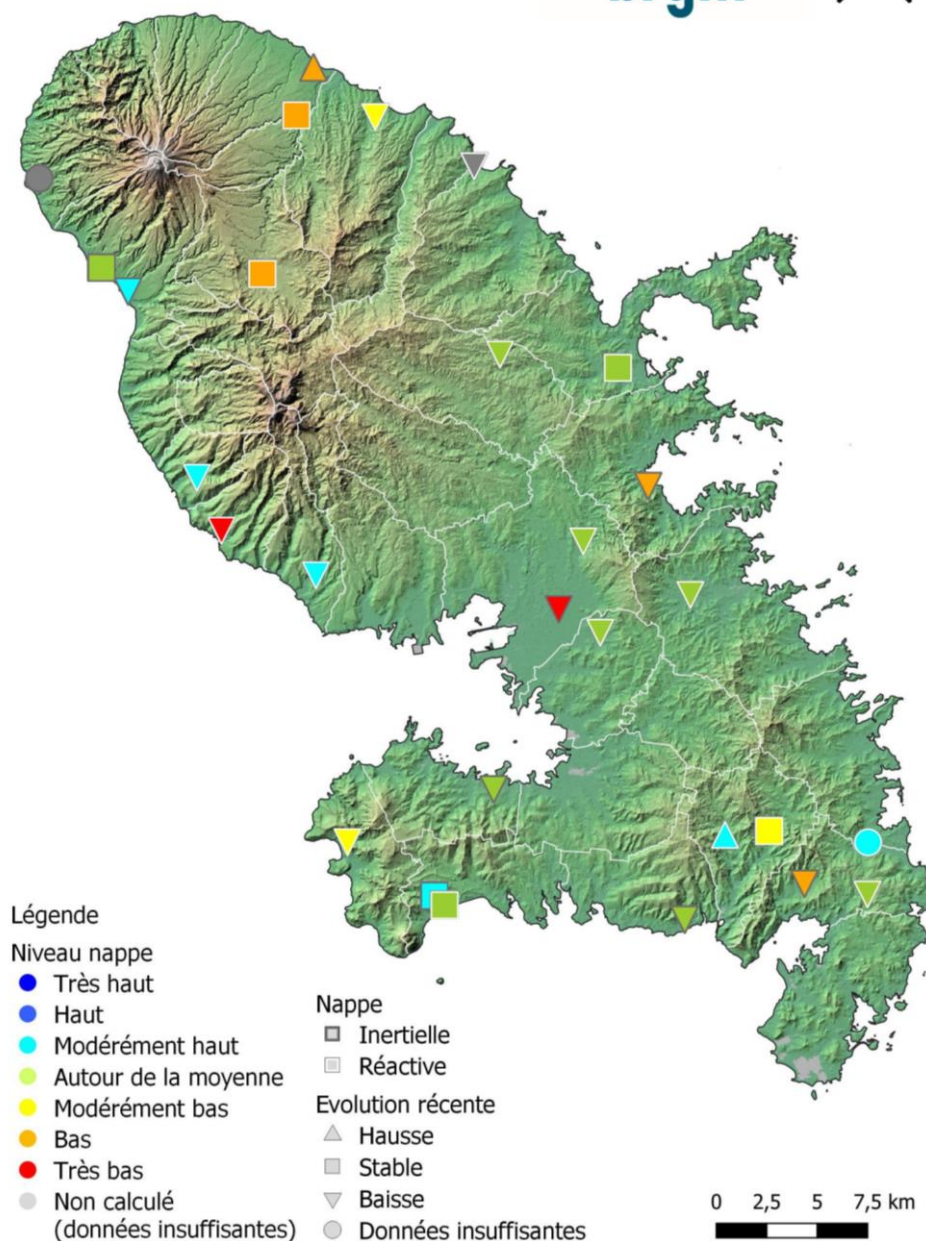 Légende
Niveau nappe
Très haut
Haut
Modérément haut
Autour de la moyenne
Modérément bas
Bas
Très bas
Non calculé
(données insuffisantes)
Nappe
Inertielle
Réactive
Evolution récente
Hausse
Stable
Baisse
Données insuffisantes
0 2,5 5 7,5 km